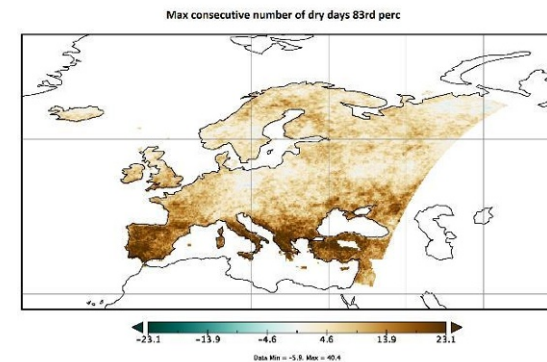 Max consecutive number of dry days 83rd perc
-23.1 -13.9 -4.6 4.6 13.9 23.1
Data Min = -5.9, Max = 40.4